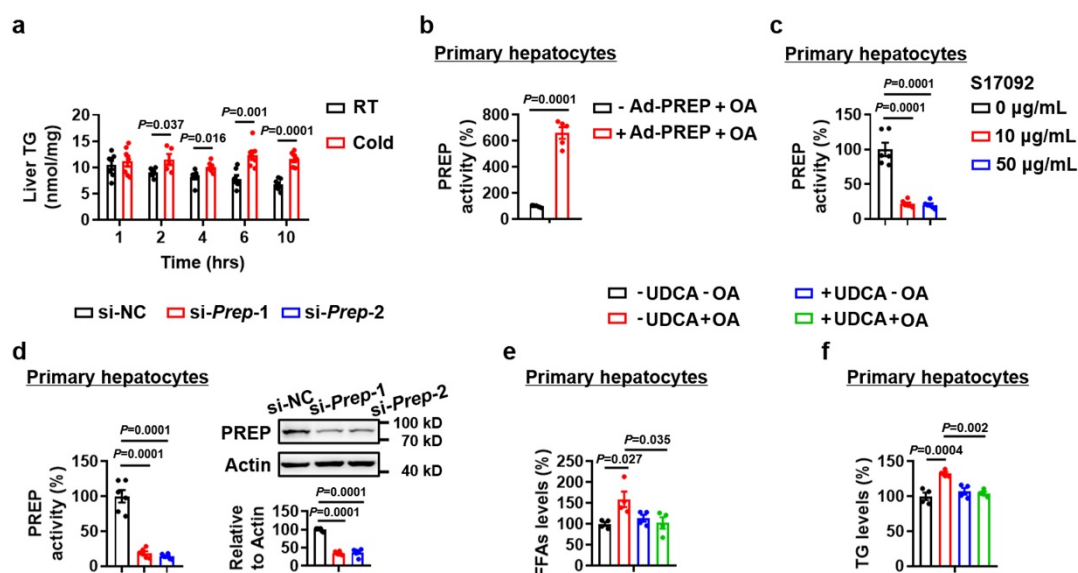 a
P=0.037
P=0.016
P=0.001
P=0.0001
Liver TG
(nmol/mg)
20
15
10
5
0
1 2 4 6 10
Time (hrs)
RT
Cold
b
Primary hepatocytes
P=0.0001
PREP
activity (%)
800
600
400
200
0
- Ad-PREP + OA
+ Ad-PREP + OA
c
Primary hepatocytes
P=0.0001
P=0.0001
PREP
activity (%)
150
100
50
0
S17092
0 µg/mL
10 µg/mL
50 µg/mL
si-NC si-Prep-1 si-Prep-2
-UDCA-OA
+UDCA-OA
-UDCA+OA
+UDCA+OA
d
Primary hepatocytes
P=0.0001
P=0.0001
PREP
activity (%)
150
100
50
0
si-NC si-Prep-1 si-Prep-2
PREP
Actin
100 kD
70 kD
40 kD
P=0.0001
P=0.0001
Relative
to Actin
100
50
0
e
Primary hepatocytes
P=0.035
P=0.027
FFAs levels (%)
250
200
150
100
50
0
f
Primary hepatocytes
P=0.002
P=0.0004
TG levels (%)
150
100
50
0